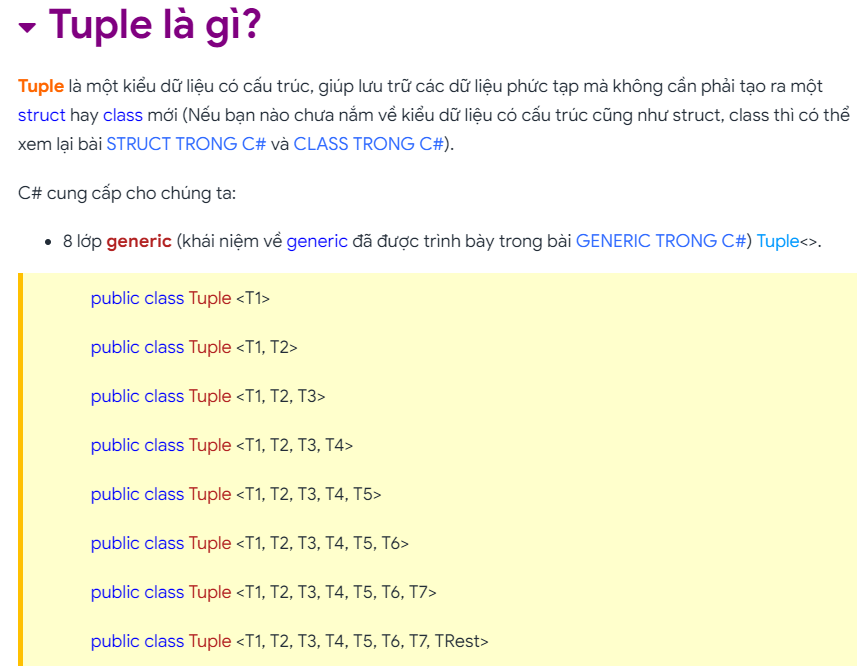 Tuple là gì?
Tuple là một kiểu dữ liệu có cấu trúc, giúp lưu trữ các dữ liệu phức tạp mà không cần phải tạo ra một
struct hay class mới (Nếu bạn nào chưa nắm về kiểu dữ liệu có cấu trúc cũng như struct, class thì có thể
xem lại bài STRUCT TRONG C# và CLASS TRONG C#).
C# cung cấp cho chúng ta:
• 8 lớp generic (khái niệm về generic đã được trình bày trong bài GENERIC TRONG C#) Tuple<>.
public class Tuple <T1>
public class Tuple <T1, T2>
public class Tuple <T1, T2, T3>
public class Tuple <T1, T2, T3, T4>
public class Tuple <T1, T2, T3, T4, T5>
public class Tuple <T1, T2, T3, T4, T5, T6>
public class Tuple <T1, T2, T3, T4, T5, T6, T7>
public class Tuple <T1, T2, T3, T4, T5, T6, T7, TRest>